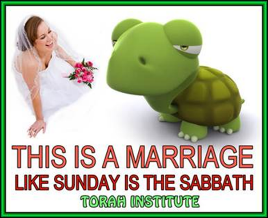 THIS IS A MARRIAGE
LIKE SUNDAY IS THE SABBATH
TORAH INSTITUTE